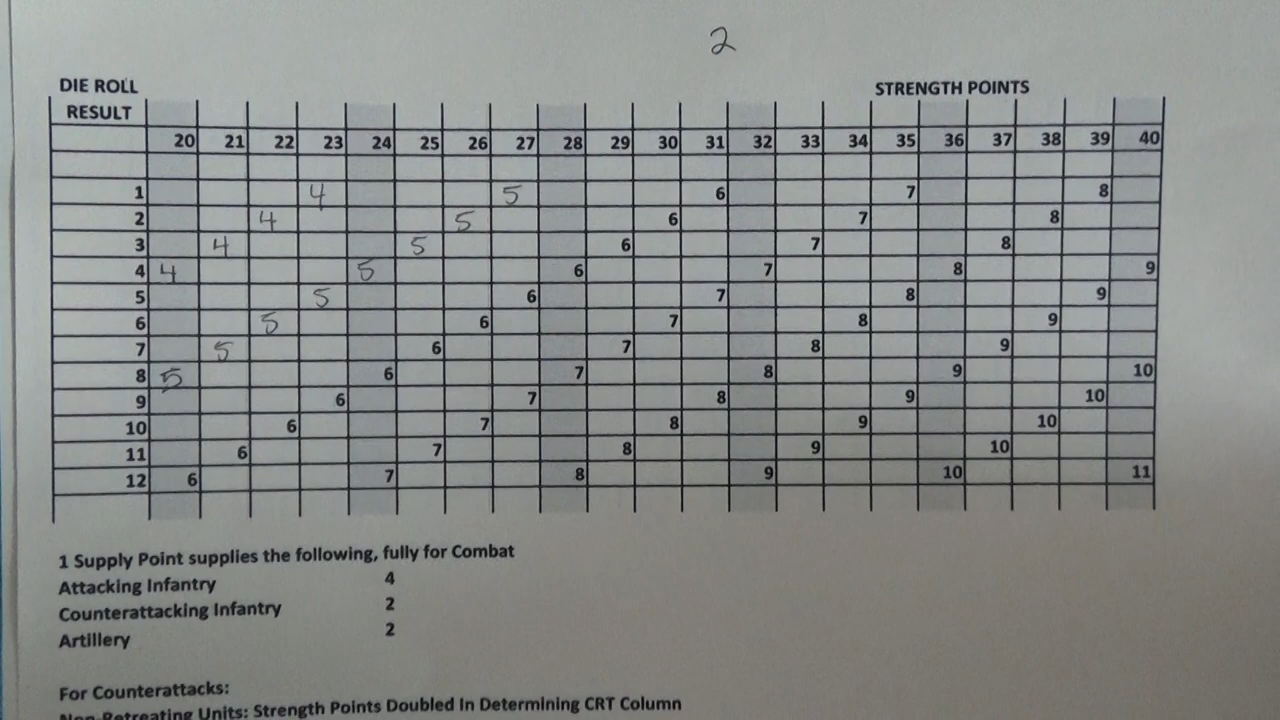 2
DIE ROLL STRENGTH POINTS
RESULT
20 21 22 23 24 25 26 27 28 29 30 31 32 33 34 35 36 37 38 39 40
1 4 5 6 7 8
2 4 5 6 7 8
3 4 5 6 7 8
4 4 5 6 7 8 9
5 5 6 7 8 9
6 5 6 7 8 9
7 5 6 7 8 9
8 5 6 7 8 9 10
9 6 7 8 9 10
10 6 7 8 9 10
11 6 7 8 9 10
12 6 7 8 9 10 11
1 Supply Point supplies the following, fully for Combat
Attacking Infantry 4
Counterattacking Infantry 2
Artillery 2
For Counterattacks:
Non-Retreating Units: Strength Points Doubled In Determining CRT Column